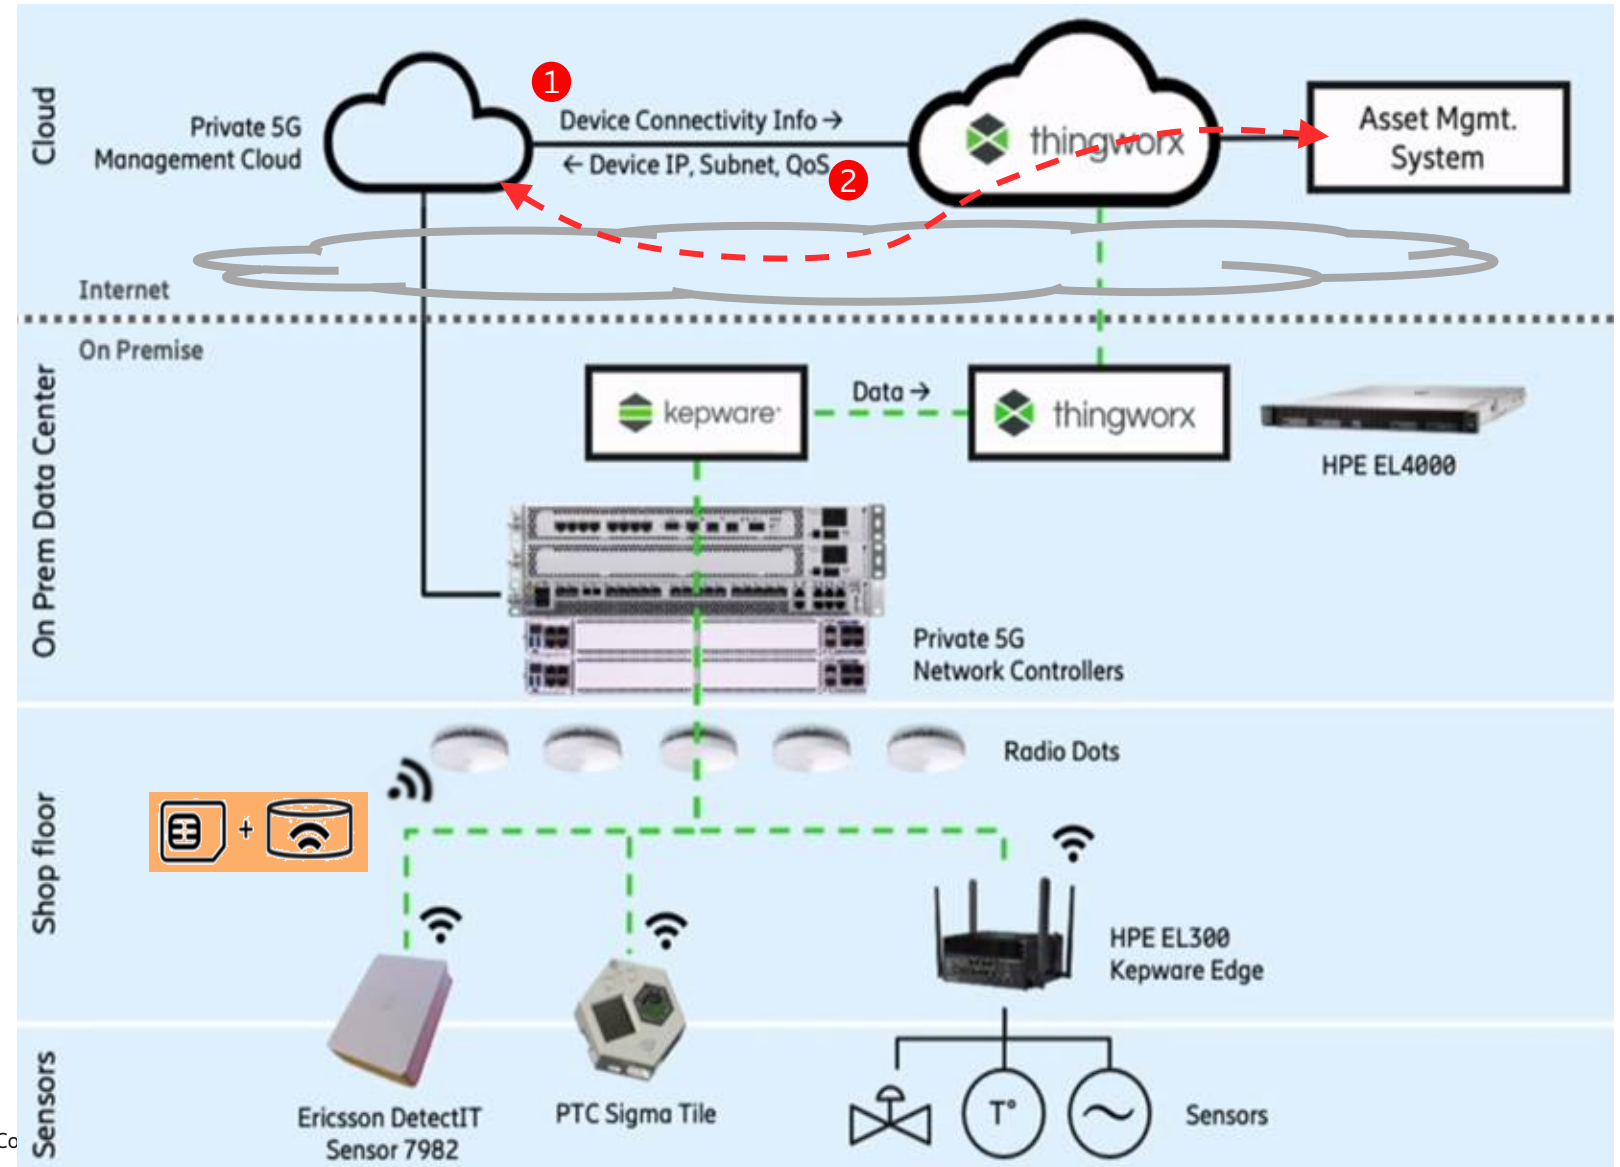 Cloud
Private 5G
Management Cloud
1
Device Connectivity Info →
← Device IP, Subnet, QoS
2
thingworx
Asset Mgmt.
System
Internet
On Premise
On Prem Data Center
kepware
Data →
thingworx
HPE EL4000
Private 5G
Network Controllers
Shop floor
Radio Dots
+
HPE EL300
Kepware Edge
Sensors
Ericsson DetectIT
Sensor 7982
PTC Sigma Tile
T°
Sensors
Co